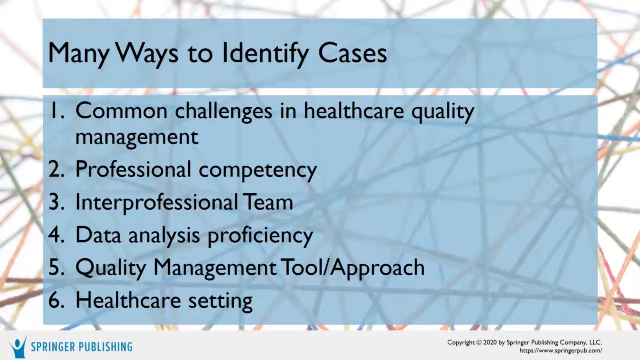 Many Ways to Identify Cases
1. Common challenges in healthcare quality
management
2. Professional competency
3. Interprofessional Team
4. Data analysis proficiency
5. Quality Management Tool/Approach
6. Healthcare setting
SPRINGER PUBLISHING
Copyright © 2020 by Springer Publishing Company, LLC.
https://www.springerpub.com/